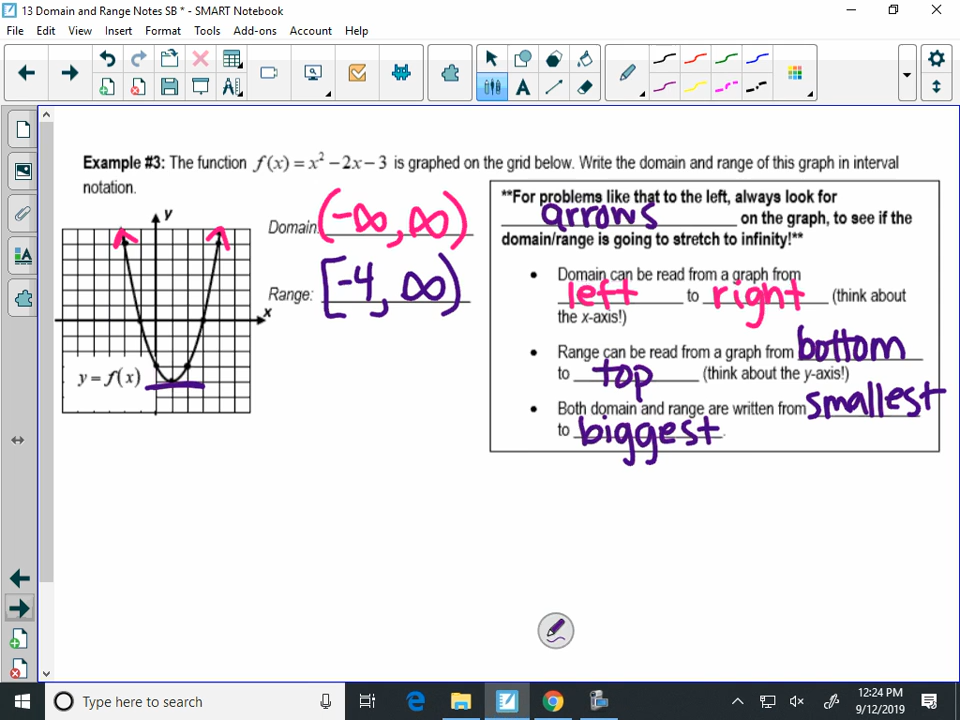 13 Domain and Range Notes SB * - SMART Notebook
File Edit View Insert Format Tools Add-ons Account Help
Example #3: The function f(x) = x² – 2x – 3 is graphed on the grid below. Write the domain and range of this graph in interval
notation.
y
x
y = f(x)
Domain: (-∞, ∞)
Range: [-4, ∞)
**For problems like that to the left, always look for
arrows on the graph, to see if the
domain/range is going to stretch to infinity!**
• Domain can be read from a graph from
left to right (think about
the x-axis!)
• Range can be read from a graph from bottom
to top (think about the y-axis!)
• Both domain and range are written from smallest
to biggest.
Type here to search
12:24 PM
9/12/2019